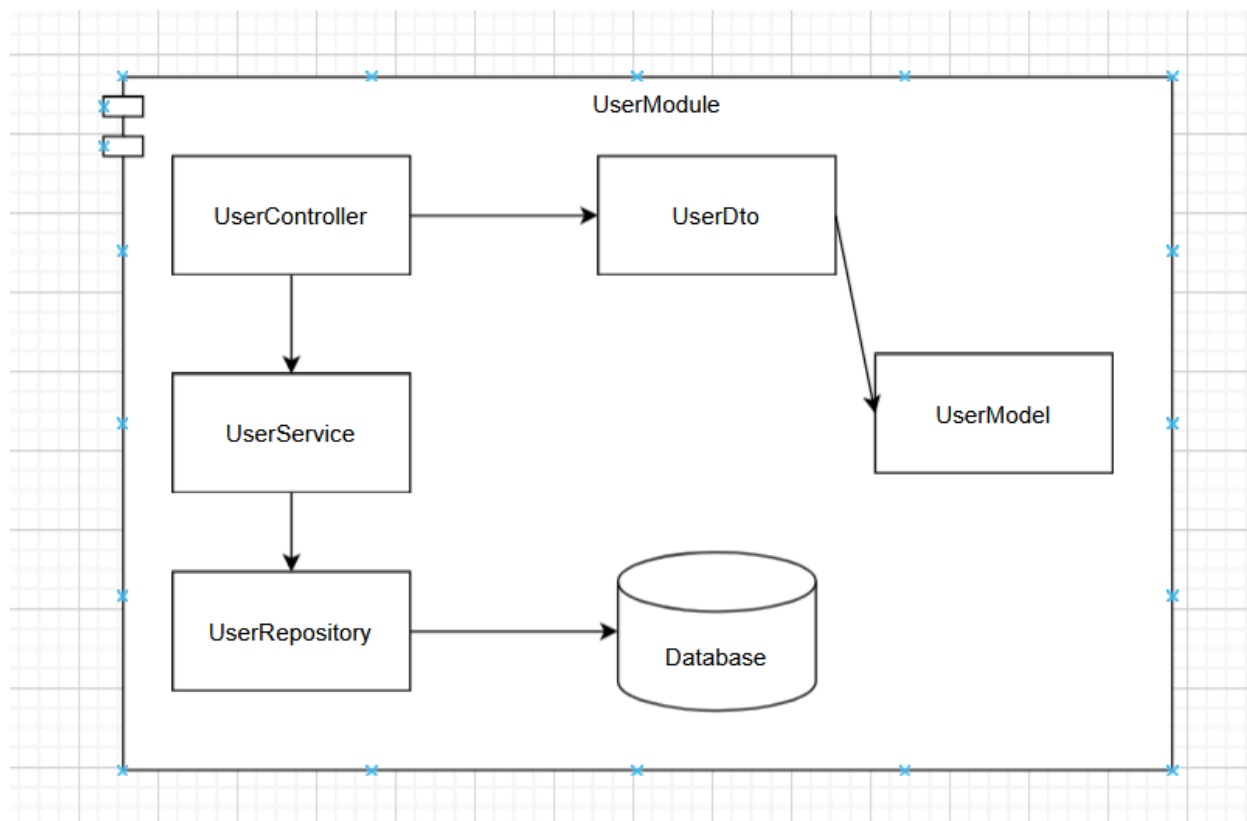 UserModule
UserController
UserDto
UserModel
UserService
UserRepository
Database